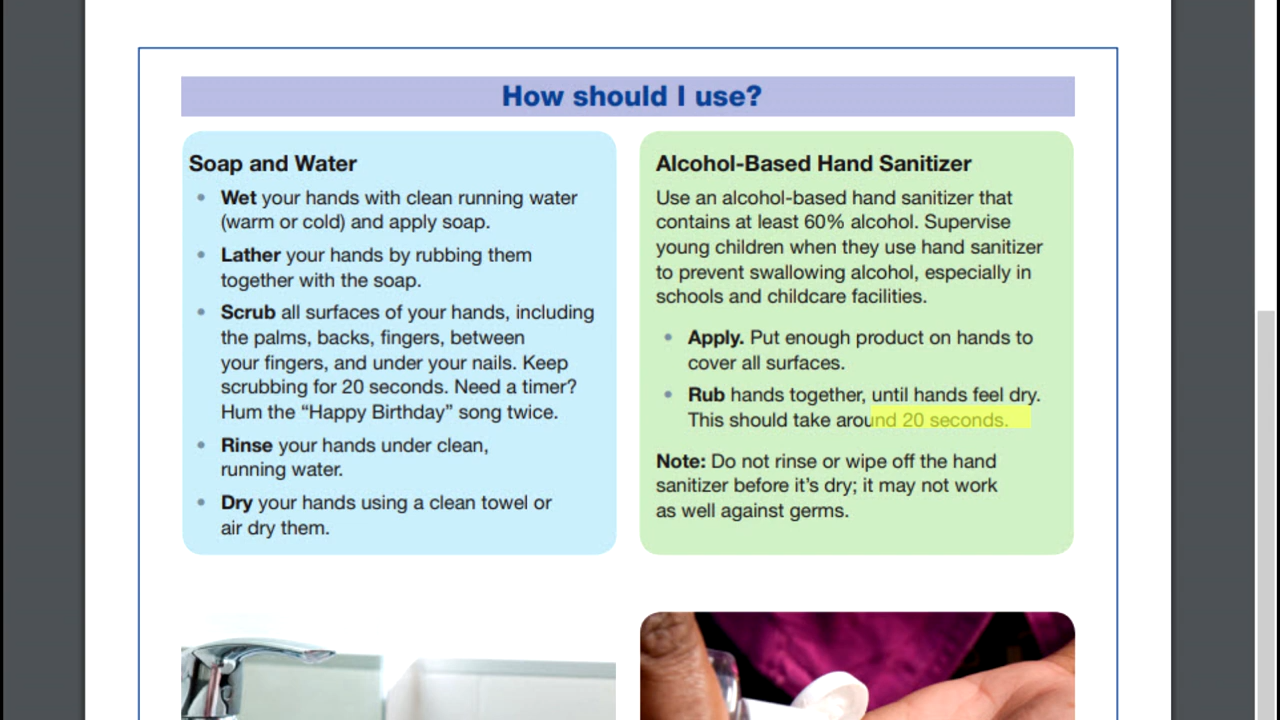 How should I use?
Soap and Water
Wet your hands with clean running water
(warm or cold) and apply soap.
Lather your hands by rubbing them
together with the soap.
Scrub all surfaces of your hands, including
the palms, backs, fingers, between
your fingers, and under your nails. Keep
scrubbing for 20 seconds. Need a timer?
Hum the “Happy Birthday” song twice.
Rinse your hands under clean,
running water.
Dry your hands using a clean towel or
air dry them.
Alcohol-Based Hand Sanitizer
Use an alcohol-based hand sanitizer that
contains at least 60% alcohol. Supervise
young children when they use hand sanitizer
to prevent swallowing alcohol, especially in
schools and childcare facilities.
Apply. Put enough product on hands to
cover all surfaces.
Rub hands together, until hands feel dry.
This should take around 20 seconds.
Note: Do not rinse or wipe off the hand
sanitizer before it’s dry; it may not work
as well against germs.